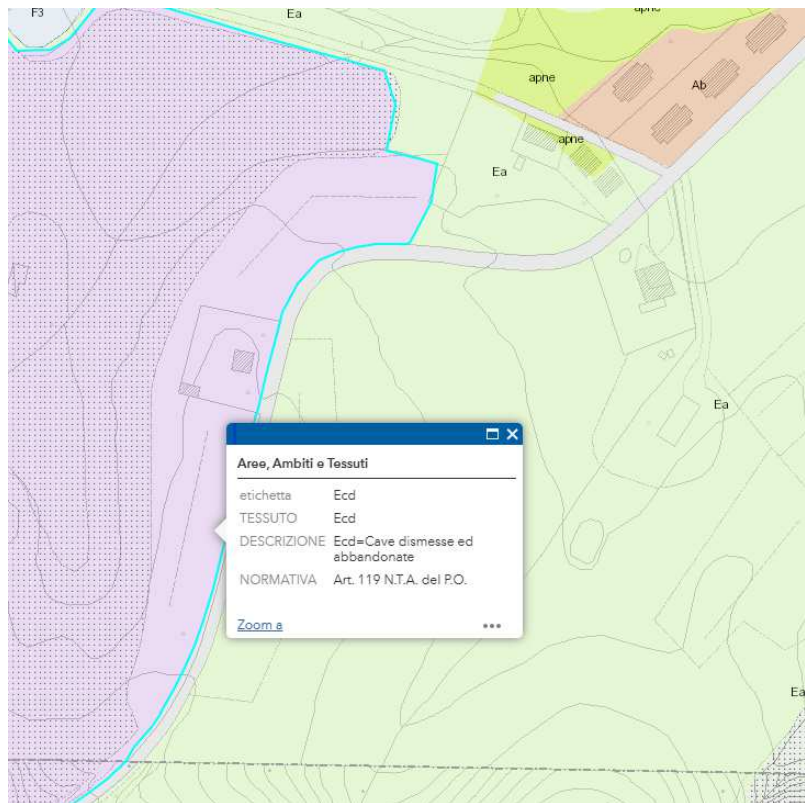 F3
Ea
apne
apne
Ab
apne
Ea
Ea
Aree, Ambiti e Tessuti
etichetta Ecd
TESSUTO Ecd
DESCRIZIONE Ecd=Cave dismesse ed
abbandonate
NORMATIVA Art. 119 N.T.A. del P.O.
Zoom a
Ea